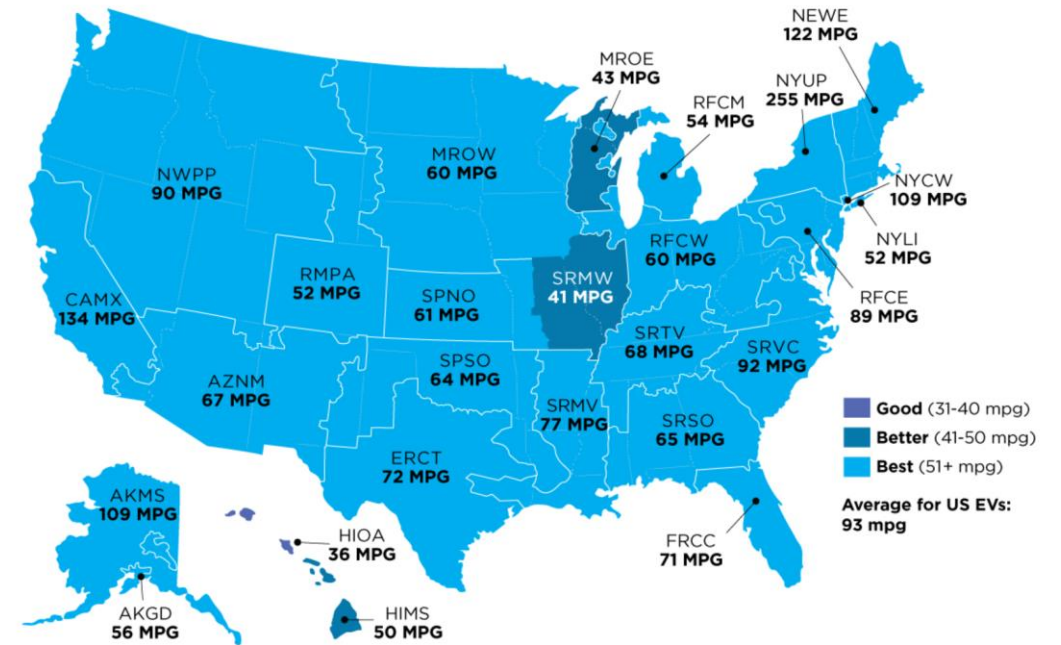 NEWE
122 MPG
MROE
43 MPG
NYUP
255 MPG
RFCM
54 MPG
MROW
60 MPG
NWPP
90 MPG
NYCW
109 MPG
NYLI
52 MPG
RFCW
60 MPG
RMPA
52 MPG
SRMW
41 MPG
SPNO
61 MPG
CAMX
134 MPG
RFCE
89 MPG
SRTV
68 MPG
SRVC
92 MPG
SPSO
64 MPG
AZNM
67 MPG
SRMV
77 MPG
SRSO
65 MPG
ERCT
72 MPG
Good (31-40 mpg)
Better (41-50 mpg)
Best (51+ mpg)
Average for US EVs:
93 mpg
AKMS
109 MPG
HIOA
36 MPG
FRCC
71 MPG
AKGD
56 MPG
HIMS
50 MPG